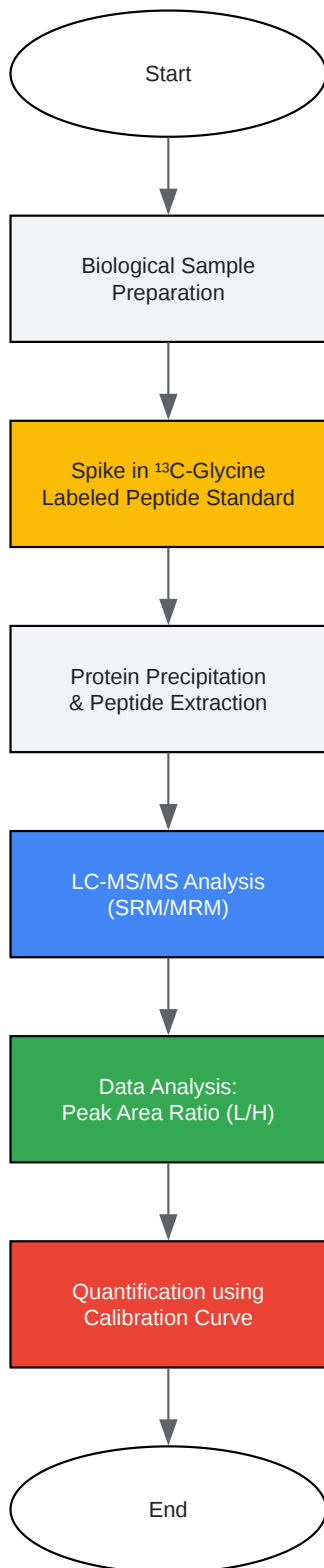 Start
Biological Sample
Preparation
Spike in ¹³C-Glycine
Labeled Peptide Standard
Protein Precipitation
& Peptide Extraction
LC-MS/MS Analysis
(SRM/MRM)
Data Analysis:
Peak Area Ratio (L/H)
Quantification using
Calibration Curve
End